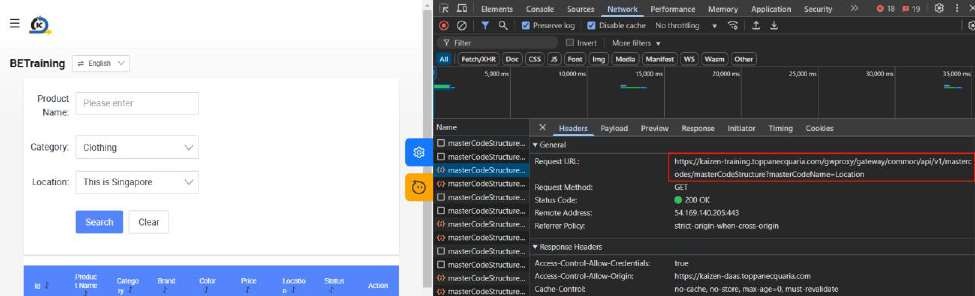 K
BETraining
English
Product Name:
Please enter
Category:
Clothing
Location:
This is Singapore
Search
Clear
Id
Product Name
Category
Brand
Color
Price
Location
Status
Action
Elements Console Sources Network Performance Memory Application Security
18
19
Preserve log
Disable cache
No throttling
Filter
Invert
More filters
All Fetch/XHR Doc CSS JS Font Img Media Manifest WS Wasm Other
5,000 ms 10,000 ms 15,000 ms 20,000 ms 25,000 ms 30,000 ms 35,000 ms
Name
masterCodeStructure...
masterCodeStructure...
masterCodeStructure...
masterCodeStructure...
masterCodeStructure...
masterCodeStructure...
masterCodeStructure...
masterCodeStructure...
masterCodeStructure...
masterCodeStructure...
masterCodeStructure...
masterCodeStructure...
Headers Payload Preview Response Initiator Timing Cookies
General
Request URL:
https://kaizen-training.toppanecquaria.com/gwproxy/gateway/common/api/v1/masterc
odes/masterCodeStructure?masterCodeName=Location
Request Method:
GET
Status Code:
200 OK
Remote Address:
54.169.140.205:443
Referrer Policy:
strict-origin-when-cross-origin
Response Headers
Access-Control-Allow-Credentials:
true
Access-Control-Allow-Origin:
https://kaizen-daas.toppanecquaria.com
Cache-Control:
no-cache, no-store, max-age=0, must-revalidate